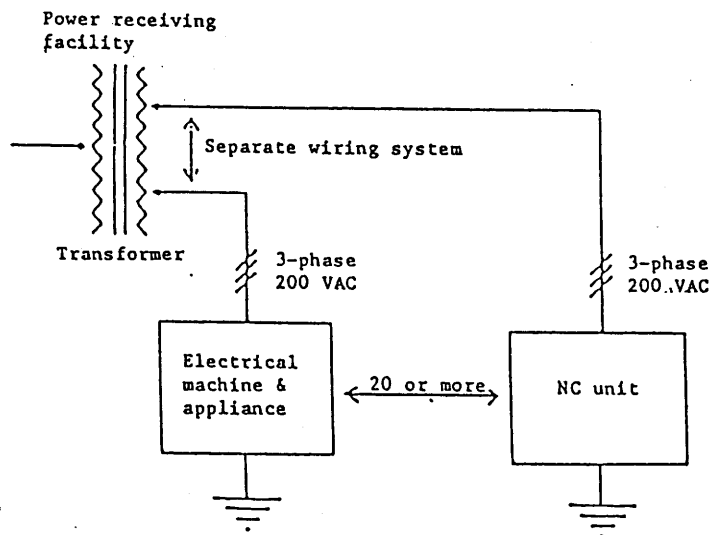 Power receiving
facility
Separate wiring system
Transformer
3-phase
200 VAC
3-phase
200 VAC
Electrical
machine &
appliance
20 or more
NC unit